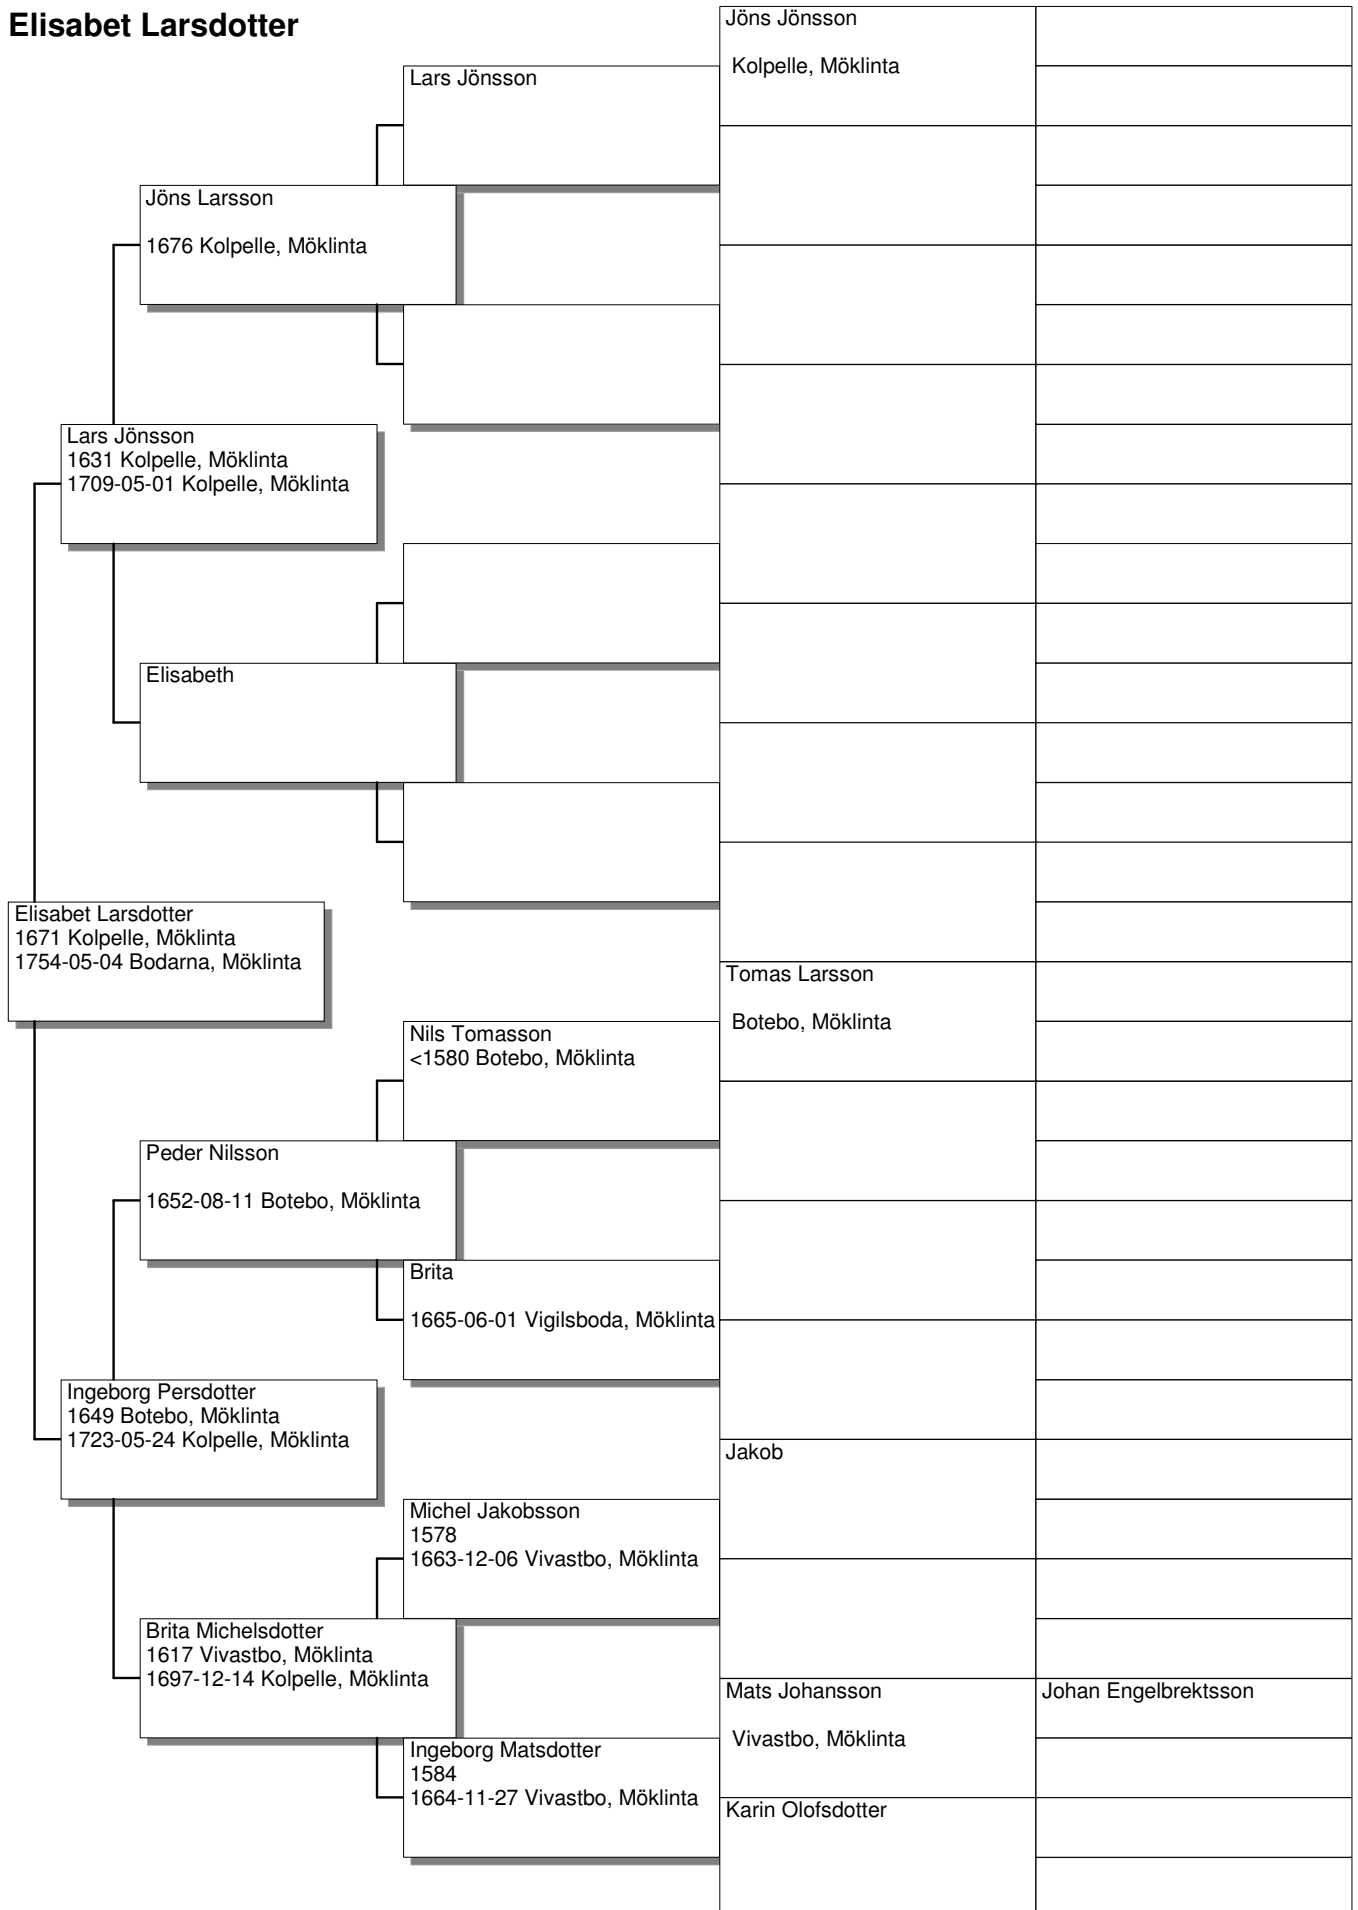 Elisabet Larsdotter
Jöns Jönsson
Kolpelle, Möklinta
Lars Jönsson
Jöns Larsson
1676 Kolpelle, Möklinta
Lars Jönsson
1631 Kolpelle, Möklinta
1709-05-01 Kolpelle, Möklinta
Elisabeth
Elisabet Larsdotter
1671 Kolpelle, Möklinta
1754-05-04 Bodarna, Möklinta
Tomas Larsson
Botebo, Möklinta
Nils Tomasson
<1580 Botebo, Möklinta
Peder Nilsson
1652-08-11 Botebo, Möklinta
Brita
1665-06-01 Vigilsboda, Möklinta
Ingeborg Persdotter
1649 Botebo, Möklinta
1723-05-24 Kolpelle, Möklinta
Jakob
Michel Jakobsson
1578
1663-12-06 Vivastbo, Möklinta
Brita Michelsdotter
1617 Vivastbo, Möklinta
1697-12-14 Kolpelle, Möklinta
Mats Johansson
Vivastbo, Möklinta
Johan Engelbrektsson
Ingeborg Matsdotter
1584
1664-11-27 Vivastbo, Möklinta
Karin Olofsdotter